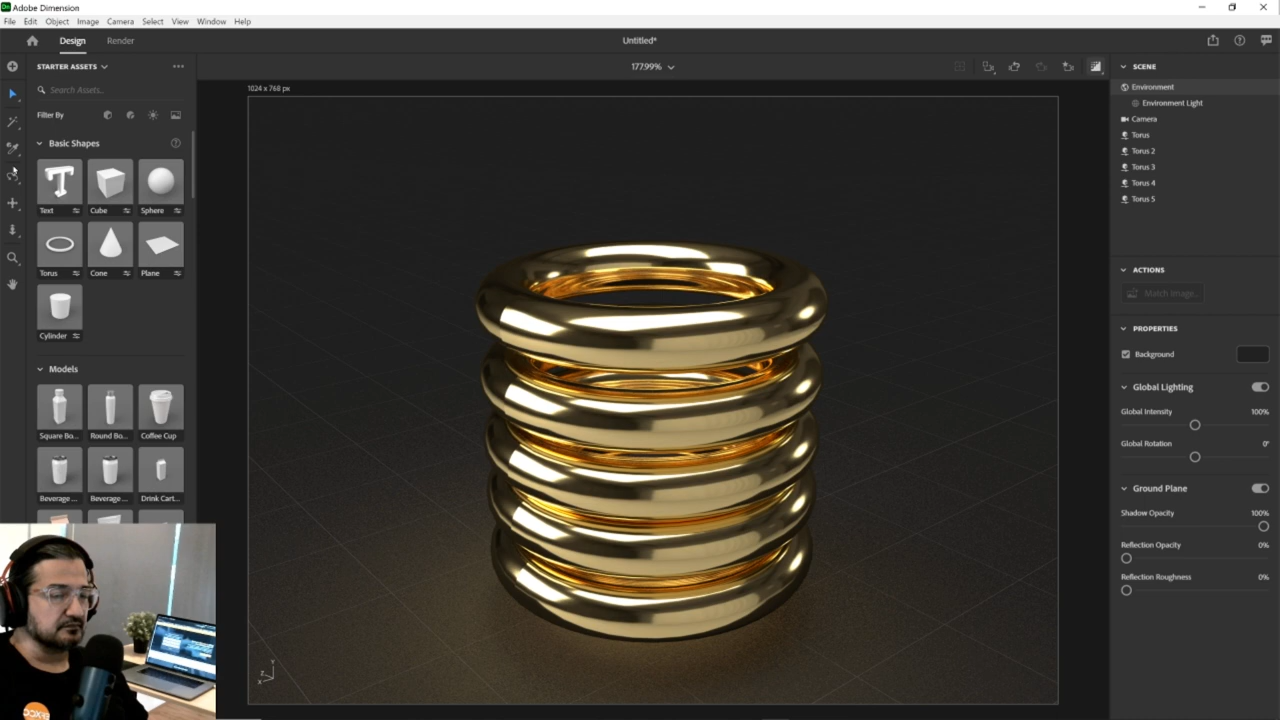 Adobe Dimension
File Edit Object Image Camera Select View Window Help
Design Render
Untitled*
STARTER ASSETS
177.99%
SCENE
Search Assets...
1024 x 768 px
Environment
Environment Light
Filter By
Camera
Basic Shapes
Torus
Torus 2
Torus 3
Torus 4
Torus 5
Text Cube Sphere
Torus Cone Plane
Cylinder
ACTIONS
Match Image...
PROPERTIES
Background
Models
Global Lighting
Global Intensity 100%
Square Bo... Round Bo... Coffee Cup
Global Rotation 0°
Beverage ... Beverage ... Drink Cart...
Ground Plane
Shadow Opacity 100%
Reflection Opacity 0%
Reflection Roughness 0%
Y
Z
X